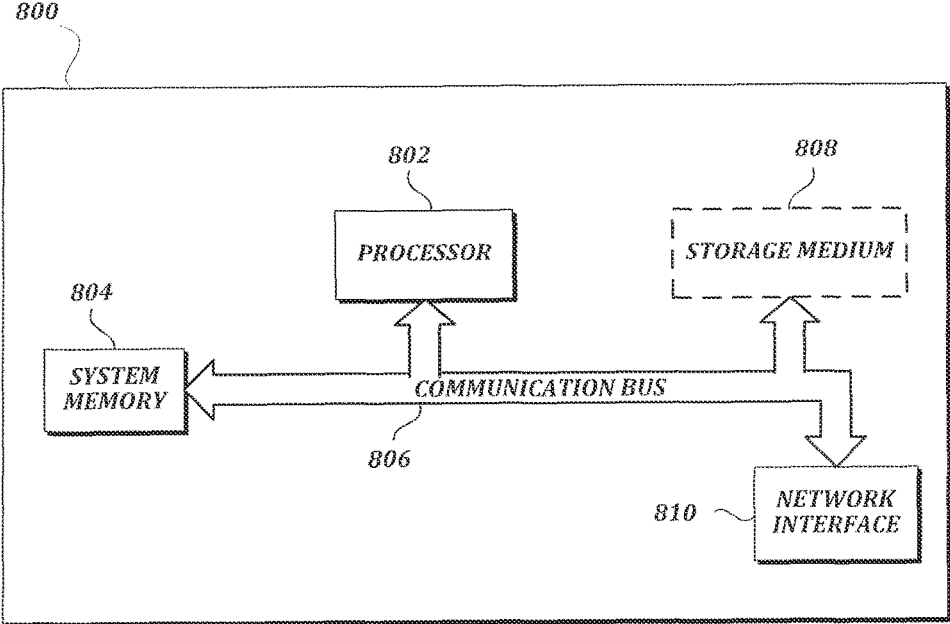 800
802
808
PROCESSOR
STORAGE MEDIUM
804
SYSTEM
MEMORY
COMMUNICATION BUS
806
810
NETWORK
INTERFACE